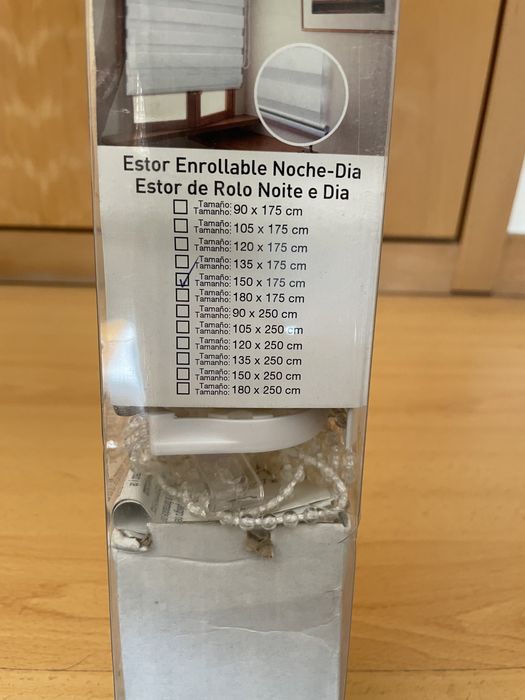 Estor Enrollable Noche-Dia
Estor de Rolo Noite e Dia
Tamaño: Tamanho: 90 x 175 cm
Tamaño: Tamanho: 105 x 175 cm
Tamaño: Tamanho: 120 x 175 cm
Tamaño: Tamanho: 135 x 175 cm
Tamaño: Tamanho: 150 x 175 cm
Tamaño: Tamanho: 180 x 175 cm
Tamaño: Tamanho: 90 x 250 cm
Tamaño: Tamanho: 105 x 250 cm
Tamaño: Tamanho: 120 x 250 cm
Tamaño: Tamanho: 135 x 250 cm
Tamaño: Tamanho: 150 x 250 cm
Tamaño: Tamanho: 180 x 250 cm